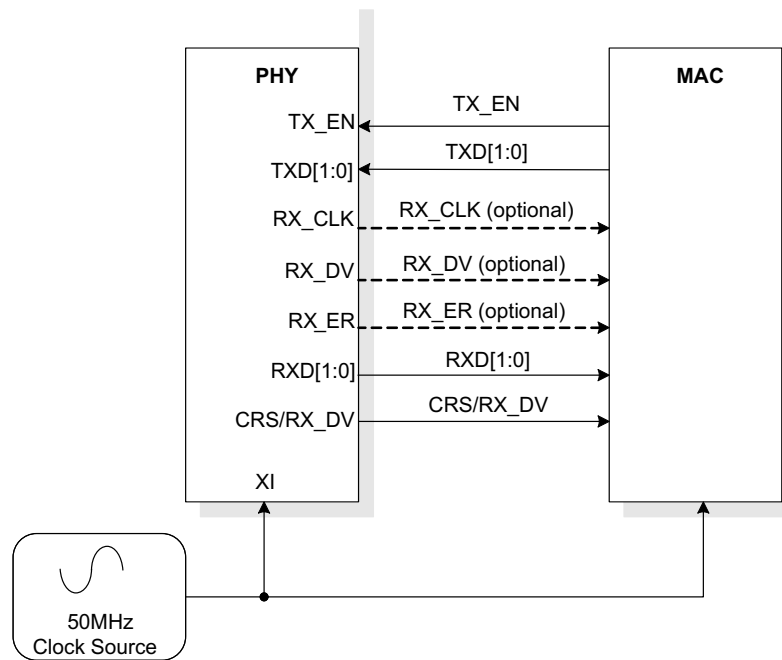 PHY
MAC
TX_EN
TX_EN
TXD[1:0]
TXD[1:0]
RX_CLK
RX_CLK (optional)
RX_DV
RX_DV (optional)
RX_ER
RX_ER (optional)
RXD[1:0]
RXD[1:0]
CRS/RX_DV
CRS/RX_DV
XI
50MHz
Clock Source